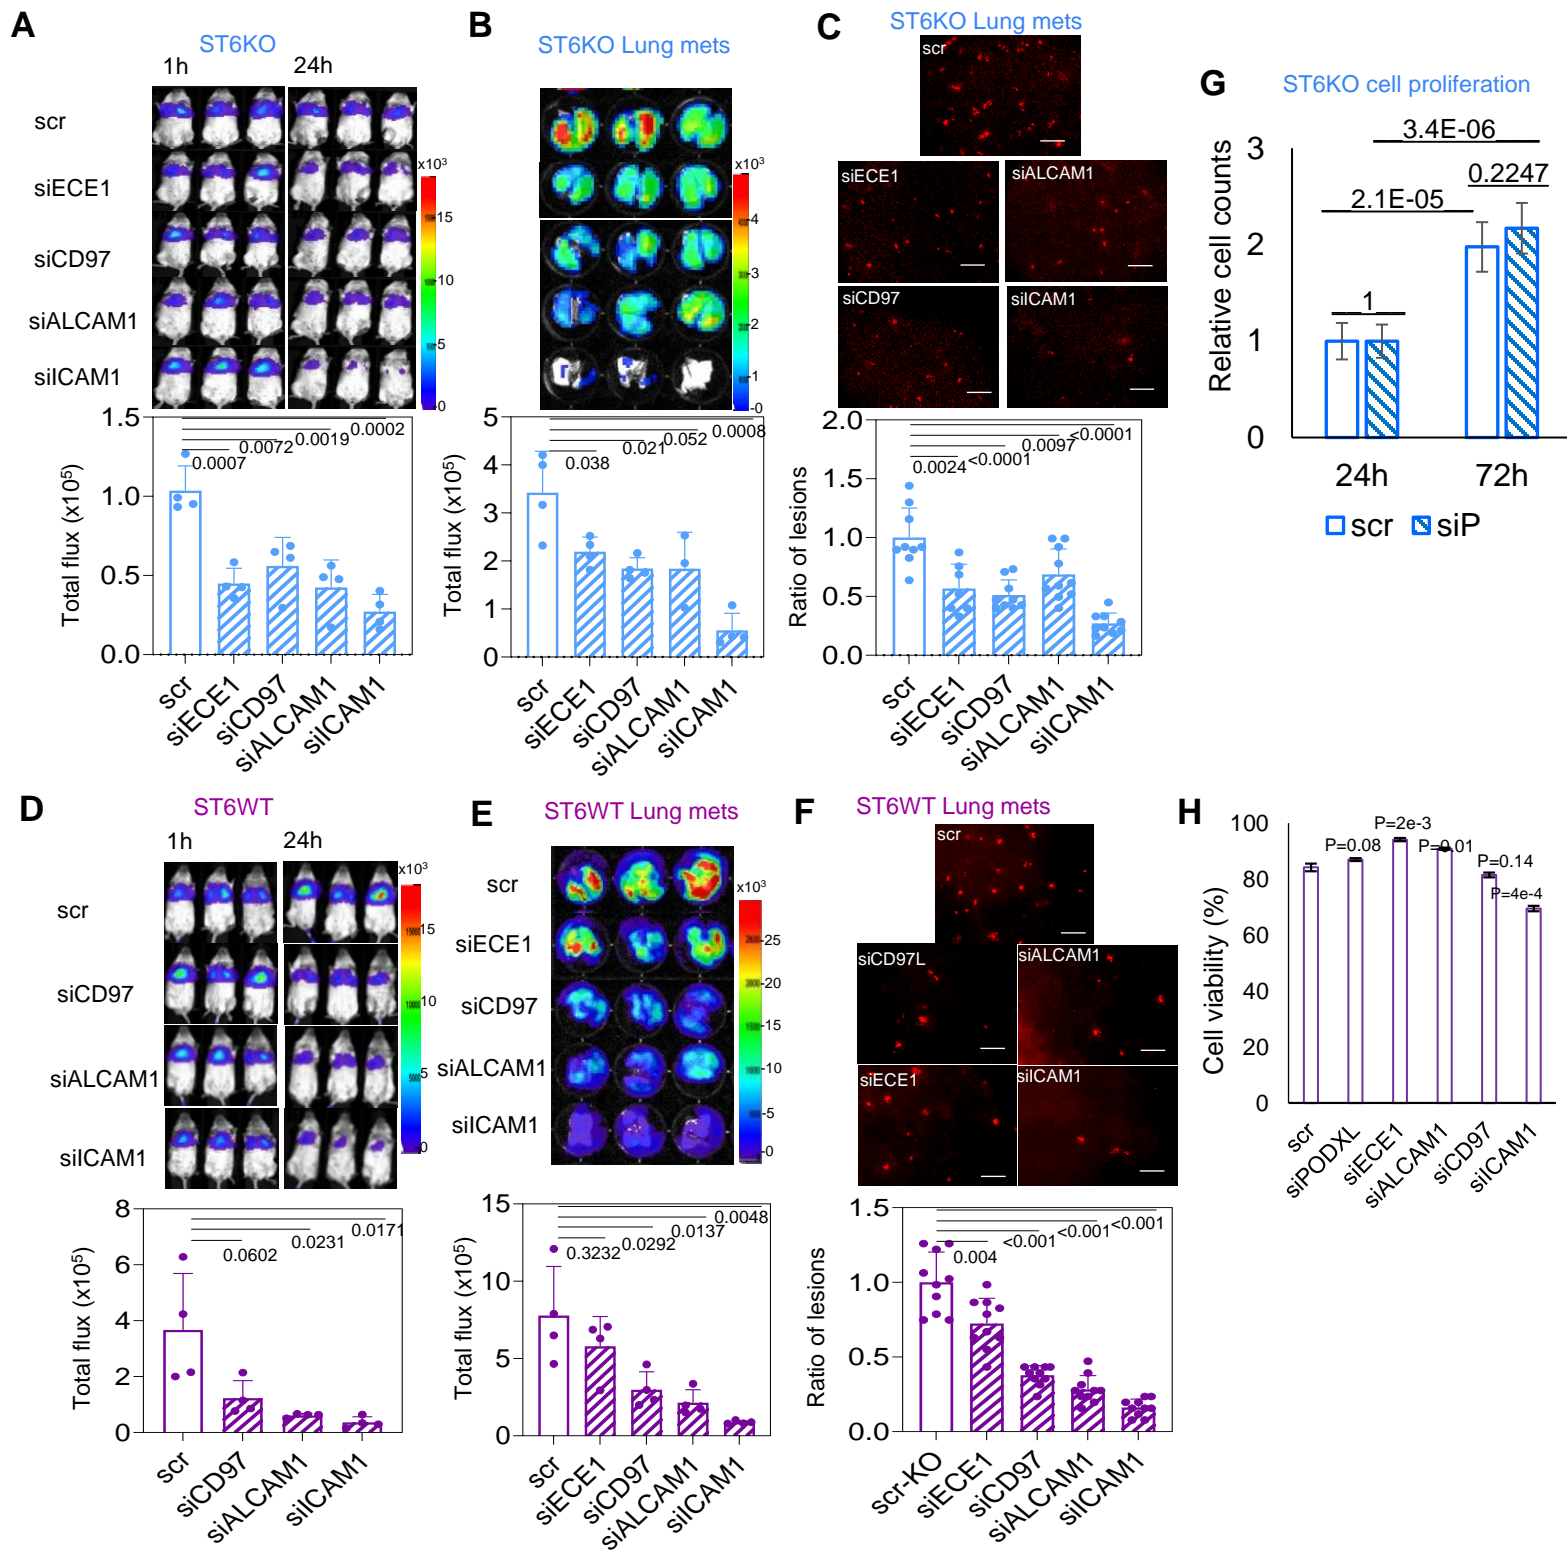 A
ST6KO
1h
24h
scr
siECE1
siCD97
siALCAM1
siICAM1
x10³
15
10
5
0
1.5
1.0
0.5
0.0
Total flux (x10⁵)
0.0007
0.0072
0.0019
0.0002
scr
siECE1
siCD97
siALCAM1
siICAM1
B
ST6KO Lung mets
x10³
4
3
2
1
0
5
4
3
2
1
0
Total flux (x10⁵)
0.038
0.021
0.052
0.0008
scr
siECE1
siCD97
siALCAM1
siICAM1
C
ST6KO Lung mets
scr
siECE1
siALCAM1
siCD97
siICAM1
2.0
1.5
1.0
0.5
0.0
Ratio of lesions
0.0024
<0.0001
0.0097
<0.0001
scr
siECE1
siCD97
siALCAM1
siICAM1
G
ST6KO cell proliferation
3.4E-06
0.2247
2.1E-05
1
3
2
1
0
Relative cell counts
24h
72h
scr
siP
D
ST6WT
1h
24h
scr
siCD97
siALCAM1
siICAM1
x10³
15
10
5
0
8
6
4
2
0
Total flux (x10⁵)
0.0602
0.0231
0.0171
scr
siCD97
siALCAM1
siICAM1
E
ST6WT Lung mets
scr
siECE1
siCD97
siALCAM1
siICAM1
x10³
25
20
15
10
5
0
15
10
5
0
Total flux (x10⁵)
0.3232
0.0292
0.0137
0.0048
scr
siECE1
siCD97
siALCAM1
siICAM1
F
ST6WT Lung mets
scr
siCD97L
siALCAM1
siECE1
siICAM1
1.5
1.0
0.5
0.0
Ratio of lesions
0.004
<0.001
<0.001
<0.001
scr-KO
siECE1
siCD97
siALCAM1
siICAM1
H
100
80
60
40
20
0
Cell viability (%)
P=0.08
P=2e-3
P=0.01
P=0.14
P=4e-4
scr
siPODXL
siECE1
siALCAM1
siCD97
siICAM1